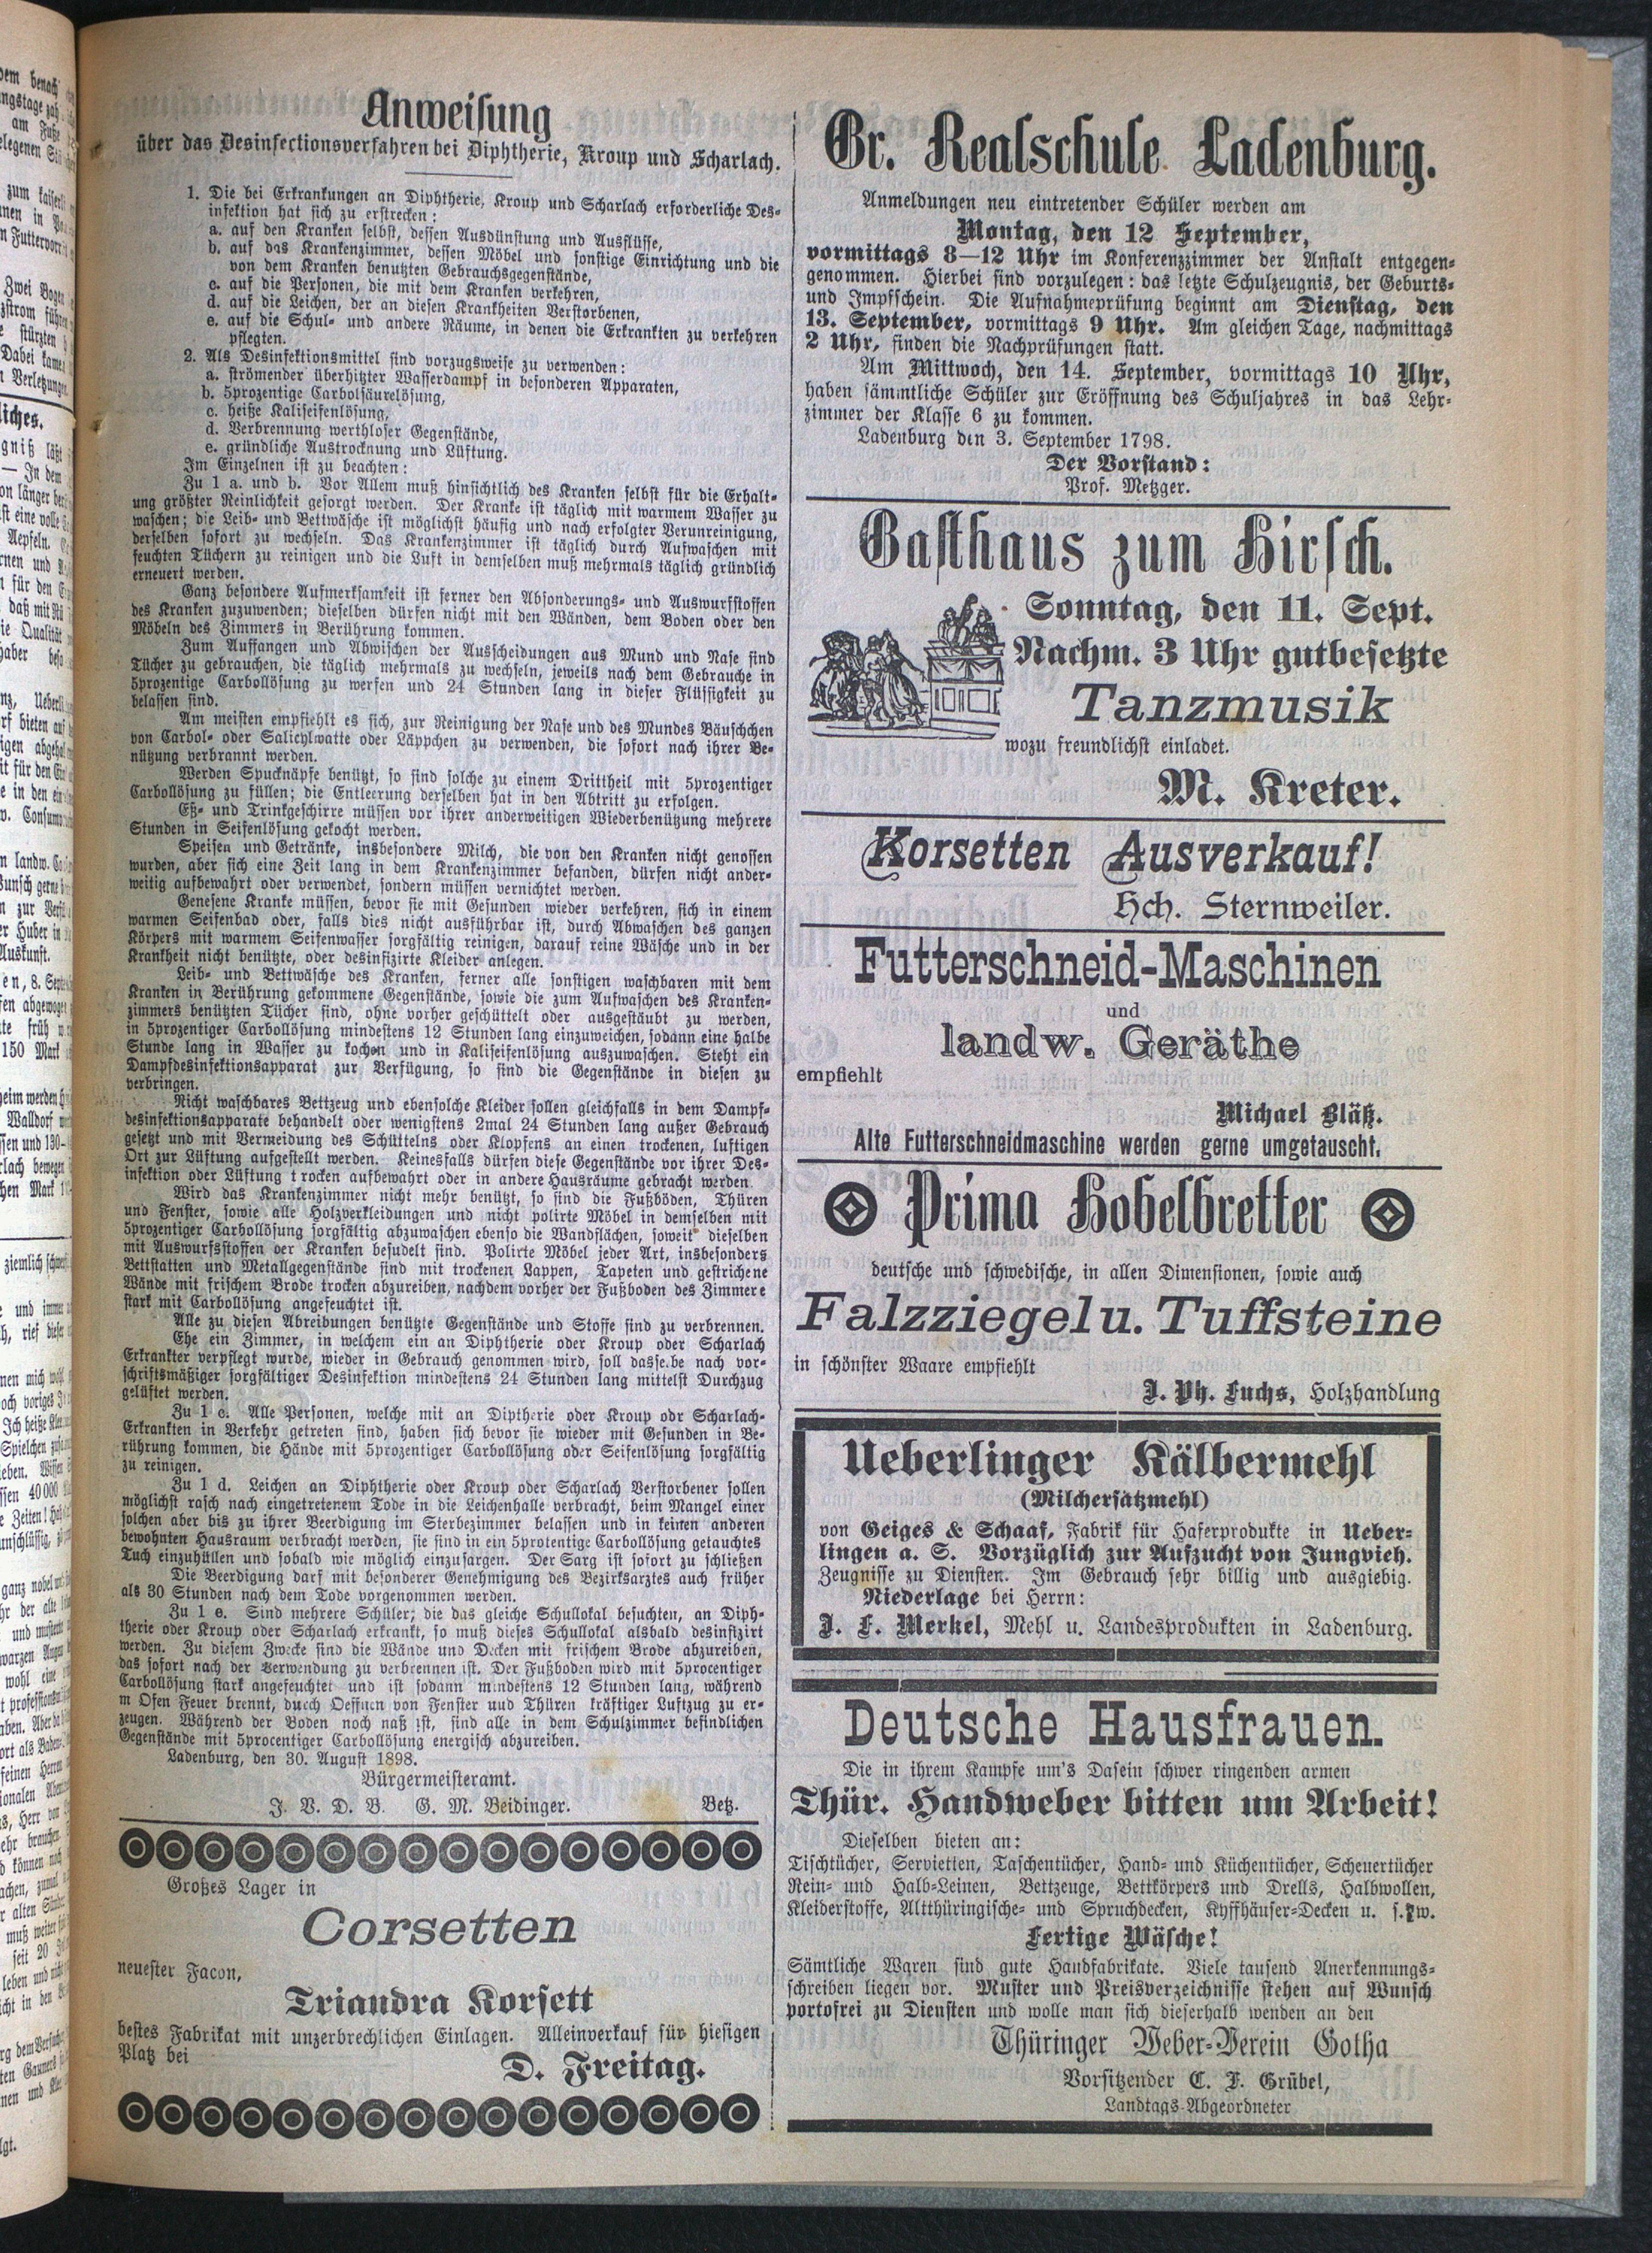 Anweisung
über das Desinfectionsverfahren bei Diphtherie, Kroup und Scharlach.
1. Die bei Erkrankungen an Diphtherie, Kroup und Scharlach erforderliche Des-
infektion hat sich zu erstrecken:
a. auf den Kranken selbst, dessen Ausdünstung und Ausflüsse,
b. auf das Krankenzimmer, dessen Möbel und sonstige Einrichtung und die
von dem Kranken benutzten Gebrauchsgegenstände,
c. auf die Personen, die mit dem Kranken verkehren,
d. auf die Leichen, der an diesen Krankheiten Verstorbenen,
e. auf die Schul- und andere Räume, in denen die Erkrankten zu verkehren
pflegten.
2. Als Desinfektionsmittel sind vorzugsweise zu verwenden:
a. strömender überhitzter Wasserdampf in besonderen Apparaten,
b. 5prozentige Carbolsäurelösung,
c. heiße Kaliseifenlösung,
d. Verbrennung werthloser Gegenstände,
e. gründliche Austrocknung und Lüftung.
Im Einzelnen ist zu beachten:
Zu 1 a. und b. Vor Allem muß hinsichtlich des Kranken selbst für die Erhalt-
ung größter Reinlichkeit gesorgt werden. Der Kranke ist täglich mit warmem Wasser zu
waschen; die Leib- und Bettwäsche ist möglichst häufig und nach erfolgter Verunreinigung,
derselben sofort zu wechseln. Das Krankenzimmer ist täglich durch Aufwaschen mit
feuchten Tüchern zu reinigen und die Luft in demselben muß mehrmals täglich gründlich
erneuert werden.
Ganz besondere Aufmerksamkeit ist ferner den Absonderungs- und Auswurfstoffen
des Kranken zuzuwenden; dieselben dürfen nicht mit den Wänden, dem Boden oder den
Möbeln des Zimmers in Berührung kommen.
Zum Auffangen und Abwischen der Ausscheidungen aus Mund und Nase sind
Tücher zu gebrauchen, die täglich mehrmals zu wechseln, jeweils nach dem Gebrauche in
5prozentige Carbollösung zu werfen und 24 Stunden lang in dieser Flüssigkeit zu
belassen sind.
Am meisten empfiehlt es sich, zur Reinigung der Nase und des Mundes Bäuschchen
von Carbol- oder Salicylwatte oder Läppchen zu verwenden, die sofort nach ihrer Be-
nützung verbrannt werden.
Werden Spucknäpfe benützt, so sind solche zu einem Drittheil mit 5prozentiger
Carbollösung zu füllen; die Entleerung derselben hat in den Abtritt zu erfolgen.
Eß- und Trinkgeschirre müssen vor ihrer anderweitigen Wiederbenützung mehrere
Stunden in Seifenlösung gekocht werden.
Speisen und Getränke, insbesondere Milch, die von den Kranken nicht genossen
wurden, aber sich eine Zeit lang in dem Krankenzimmer befanden, dürfen nicht ander-
weitig aufbewahrt oder verwendet, sondern müssen vernichtet werden.
Genesene Kranke müssen, bevor sie mit Gesunden wieder verkehren, sich in einem
warmen Seifenbad oder, falls dies nicht ausführbar ist, durch Abwaschen des ganzen
Körpers mit warmem Seifenwasser sorgfältig reinigen, darauf reine Wäsche und in der
Krankheit nicht benützte, oder desinfizirte Kleider anlegen.
Leib- und Bettwäsche des Kranken, ferner alle sonstigen waschbaren mit dem
Kranken in Berührung gekommene Gegenstände, sowie die zum Aufwaschen des Kranken-
zimmers benützten Tücher sind, ohne vorher geschüttelt oder ausgestäubt zu werden,
in 5prozentiger Carbollösung mindestens 12 Stunden lang einzuweichen, sodann eine halbe
Stunde lang in Wasser zu kochen und in Kaliseifenlösung auszuwaschen. Steht ein
Dampfdesinfektionsapparat zur Verfügung, so sind die Gegenstände in diesen zu
verbringen.
Nicht waschbares Bettzeug und ebensolche Kleider sollen gleichfalls in dem Dampf-
desinfektionsapparate behandelt oder wenigstens 2mal 24 Stunden lang außer Gebrauch
gesetzt und mit Vermeidung des Schüttelns oder Klopfens an einen trockenen, luftigen
Ort zur Lüftung aufgestellt werden. Keinesfalls dürfen diese Gegenstände vor ihrer Des-
infektion oder Lüftung trocken aufbewahrt oder in andere Hausräume gebracht werden.
Wird das Krankenzimmer nicht mehr benützt, so sind die Fußböden, Thüren
und Fenster, sowie alle Holzverkleidungen und nicht polirte Möbel in demselben mit
5prozentiger Carbollösung sorgfältig abzuwaschen ebenso die Wandflächen, soweit dieselben
mit Auswurfsstoffen der Kranken besudelt sind. Polirte Möbel jeder Art, insbesonders
Bettstatten und Metallgegenstände sind mit trockenen Lappen, Tapeten und gestrichene
Wände mit frischem Brode trocken abzureiben, nachdem vorher der Fußboden des Zimmere
stark mit Carbollösung angefeuchtet ist.
Alle zu diesen Abreibungen benützte Gegenstände und Stoffe sind zu verbrennen.
Ehe ein Zimmer, in welchem ein an Diphtherie oder Kroup oder Scharlach
Erkrankter verpflegt wurde, wieder in Gebrauch genommen wird, soll dasse.be nach vor-
schriftsmäßiger sorgfältiger Desinfektion mindestens 24 Stunden lang mittelst Durchzug
gelüftet werden.
Zu 1 c. Alle Personen, welche mit an Diptherie oder Kroup odr Scharlach-
Erkrankten in Verkehr getreten sind, haben sich bevor sie wieder mit Gesunden in Be-
rührung kommen, die Hände mit 5prozentiger Carbollösung oder Seifenlösung sorgfältig
zu reinigen.
Zu 1 d. Leichen an Diphtherie oder Kroup oder Scharlach Verstorbener sollen
möglichst rasch nach eingetretenem Tode in die Leichenhalle verbracht, beim Mangel einer
solchen aber bis zu ihrer Beerdigung im Sterbezimmer belassen und in keinen anderen
bewohnten Hausraum verbracht werden, sie sind in ein 5protentige Carbollösung getauchtes
Tuch einzuhüllen und sobald wie möglich einzusargen. Der Sarg ist sofort zu schließen
Die Beerdigung darf mit besonderer Genehmigung des Bezirksarztes auch früher
als 30 Stunden nach dem Tode vorgenommen werden.
Zu 1 e. Sind mehrere Schüler; die das gleiche Schullokal besuchten, an Diph-
therie oder Kroup oder Scharlach erkrankt, so muß dieses Schullokal alsbald desinfizirt
werden. Zu diesem Zwecke sind die Wände und Decken mit frischem Brode abzureiben,
das sofort nach der Verwendung zu verbrennen ist. Der Fußboden wird mit 5procentiger
Carbollösung stark angefeuchtet und ist sodann mindestens 12 Stunden lang, während
m Ofen Feuer brennt, durch Oeffnen von Fenster und Thüren kräftiger Luftzug zu er-
zeugen. Während der Boden noch naß ist, sind alle in dem Schulzimmer befindlichen
Gegenstände mit 5procentiger Carbollösung energisch abzureiben.
Ladenburg, den 30. August 1898.
Bürgermeisteramt.
J. V. D. B. G. M. Beidinger. Betz.
Großes Lager in
Corsetten
neuester Facon,
Triandra Korsett
bestes Fabrikat mit unzerbrechlichen Einlagen. Alleinverkauf für hiesigen
Platz bei
D. Freitag.
Gr. Realschule Ladenburg.
Anmeldungen neu eintretender Schüler werden am
Montag, den 12 September,
vormittags 8—12 Uhr im Konferenzzimmer der Anstalt entgegen-
genommen. Hierbei sind vorzulegen: das letzte Schulzeugnis, der Geburts-
und Impfschein. Die Aufnahmeprüfung beginnt am Dienstag, den
13. September, vormittags 9 Uhr. Am gleichen Tage, nachmittags
2 Uhr, finden die Nachprüfungen statt.
Am Mittwoch, den 14. September, vormittags 10 Uhr,
haben sämmtliche Schüler zur Eröffnung des Schuljahres in das Lehr-
zimmer der Klasse 6 zu kommen.
Ladenburg den 3. September 1798.
Der Vorstand:
Prof. Metzger.
Gasthaus zum Hirsch.
Sonntag, den 11. Sept.
Nachm. 3 Uhr gutbesetzte
Tanzmusik
wozu freundlichst einladet.
M. Kreter.
Korsetten Ausverkauf!
Hch. Sternweiler.
Futterschneid-Maschinen
und
landw. Geräthe
empfiehlt
Michael Bläß.
Alte Futterschneidmaschine werden gerne umgetauscht.
Prima Hobelbretter
deutsche und schwedische, in allen Dimensionen, sowie auch
Falzziegel u. Tuffsteine
in schönster Waare empfiehlt
J. Ph. Fuchs, Holzhandlung
Ueberlinger Kälbermehl
(Milchersatzmehl)
von Geiges & Schaaf, Fabrik für Haferprodukte in Ueber-
lingen a. S. Vorzüglich zur Aufzucht von Jungvieh.
Zeugnisse zu Diensten. Im Gebrauch sehr billig und ausgiebig.
Niederlage bei Herrn:
J. F. Merkel, Mehl u. Landesprodukten in Ladenburg.
Deutsche Hausfrauen.
Die in ihrem Kampfe um's Dasein schwer ringenden armen
Thür. Handweber bitten um Arbeit!
Dieselben bieten an:
Tischtücher, Servietten, Taschentücher, Hand- und Küchentücher, Scheuertücher
Rein- und Halb-Leinen, Bettzeuge, Bettkörpers und Drells, Halbwollen,
Kleiderstoffe, Altthüringische- und Spruchdecken, Kyffhäuser-Decken u. s. w.
Fertige Wäsche!
Sämtliche Waren sind gute Handfabrikate. Viele tausend Anerkennungs-
schreiben liegen vor. Muster und Preisverzeichnisse stehen auf Wunsch
portofrei zu Diensten und wolle man sich dieserhalb wenden an den
Thüringer Weber-Verein Gotha
Vorsitzender C. F. Grübel,
Landtags-Abgeordneter